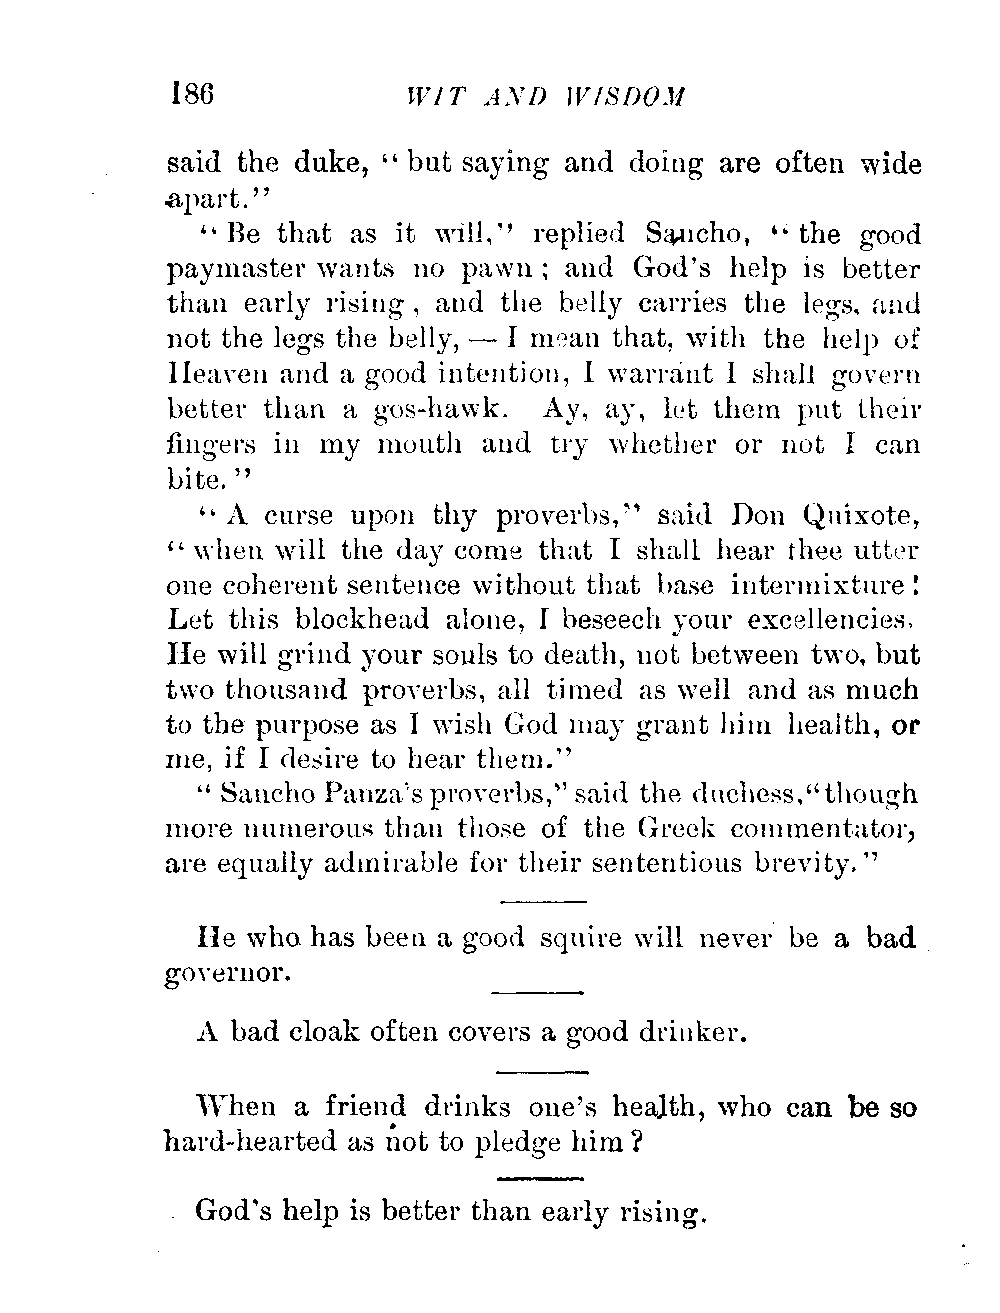 186 WIT AND WISDOM
said the duke, "but saying and doing are often wide
apart."
"Be that as it will," replied Sancho, "the good
paymaster wants no pawn; and God's help is better
than early rising, and the belly carries the legs, and
not the legs the belly, — I mean that, with the help of
Heaven and a good intention, I warrant I shall govern
better than a gos-hawk. Ay, ay, let them put their
fingers in my mouth and try whether or not I can
bite."
"A curse upon thy proverbs," said Don Quixote,
"when will the day come that I shall hear thee utter
one coherent sentence without that base intermixture!
Let this blockhead alone, I beseech your excellencies.
He will grind your souls to death, not between two, but
two thousand proverbs, all timed as well and as much
to the purpose as I wish God may grant him health, or
me, if I desire to hear them."
"Sancho Panza's proverbs," said the duchess, "though
more numerous than those of the Greek commentator,
are equally admirable for their sententious brevity."
He who has been a good squire will never be a bad
governor.
A bad cloak often covers a good drinker.
When a friend drinks one's health, who can be so
hard-hearted as not to pledge him?
God's help is better than early rising.